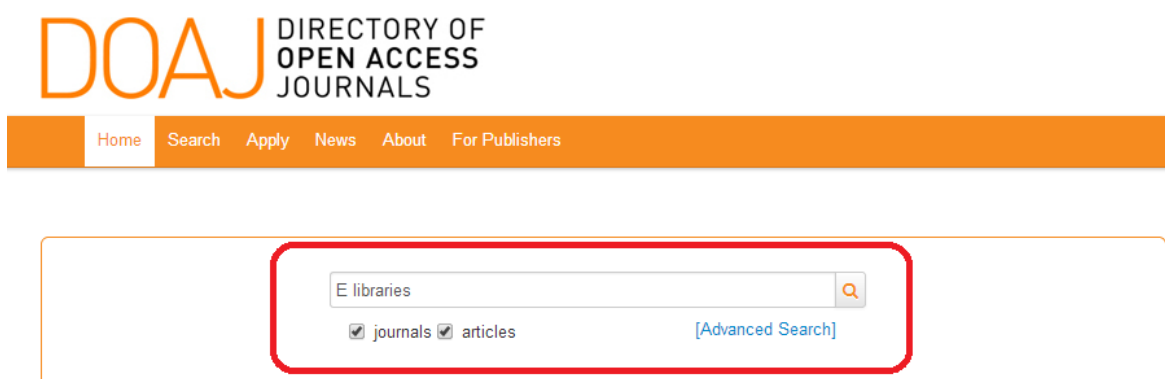 DOAJ
DIRECTORY OF
OPEN ACCESS
JOURNALS
Home Search Apply News About For Publishers
E libraries
journals articles [Advanced Search]